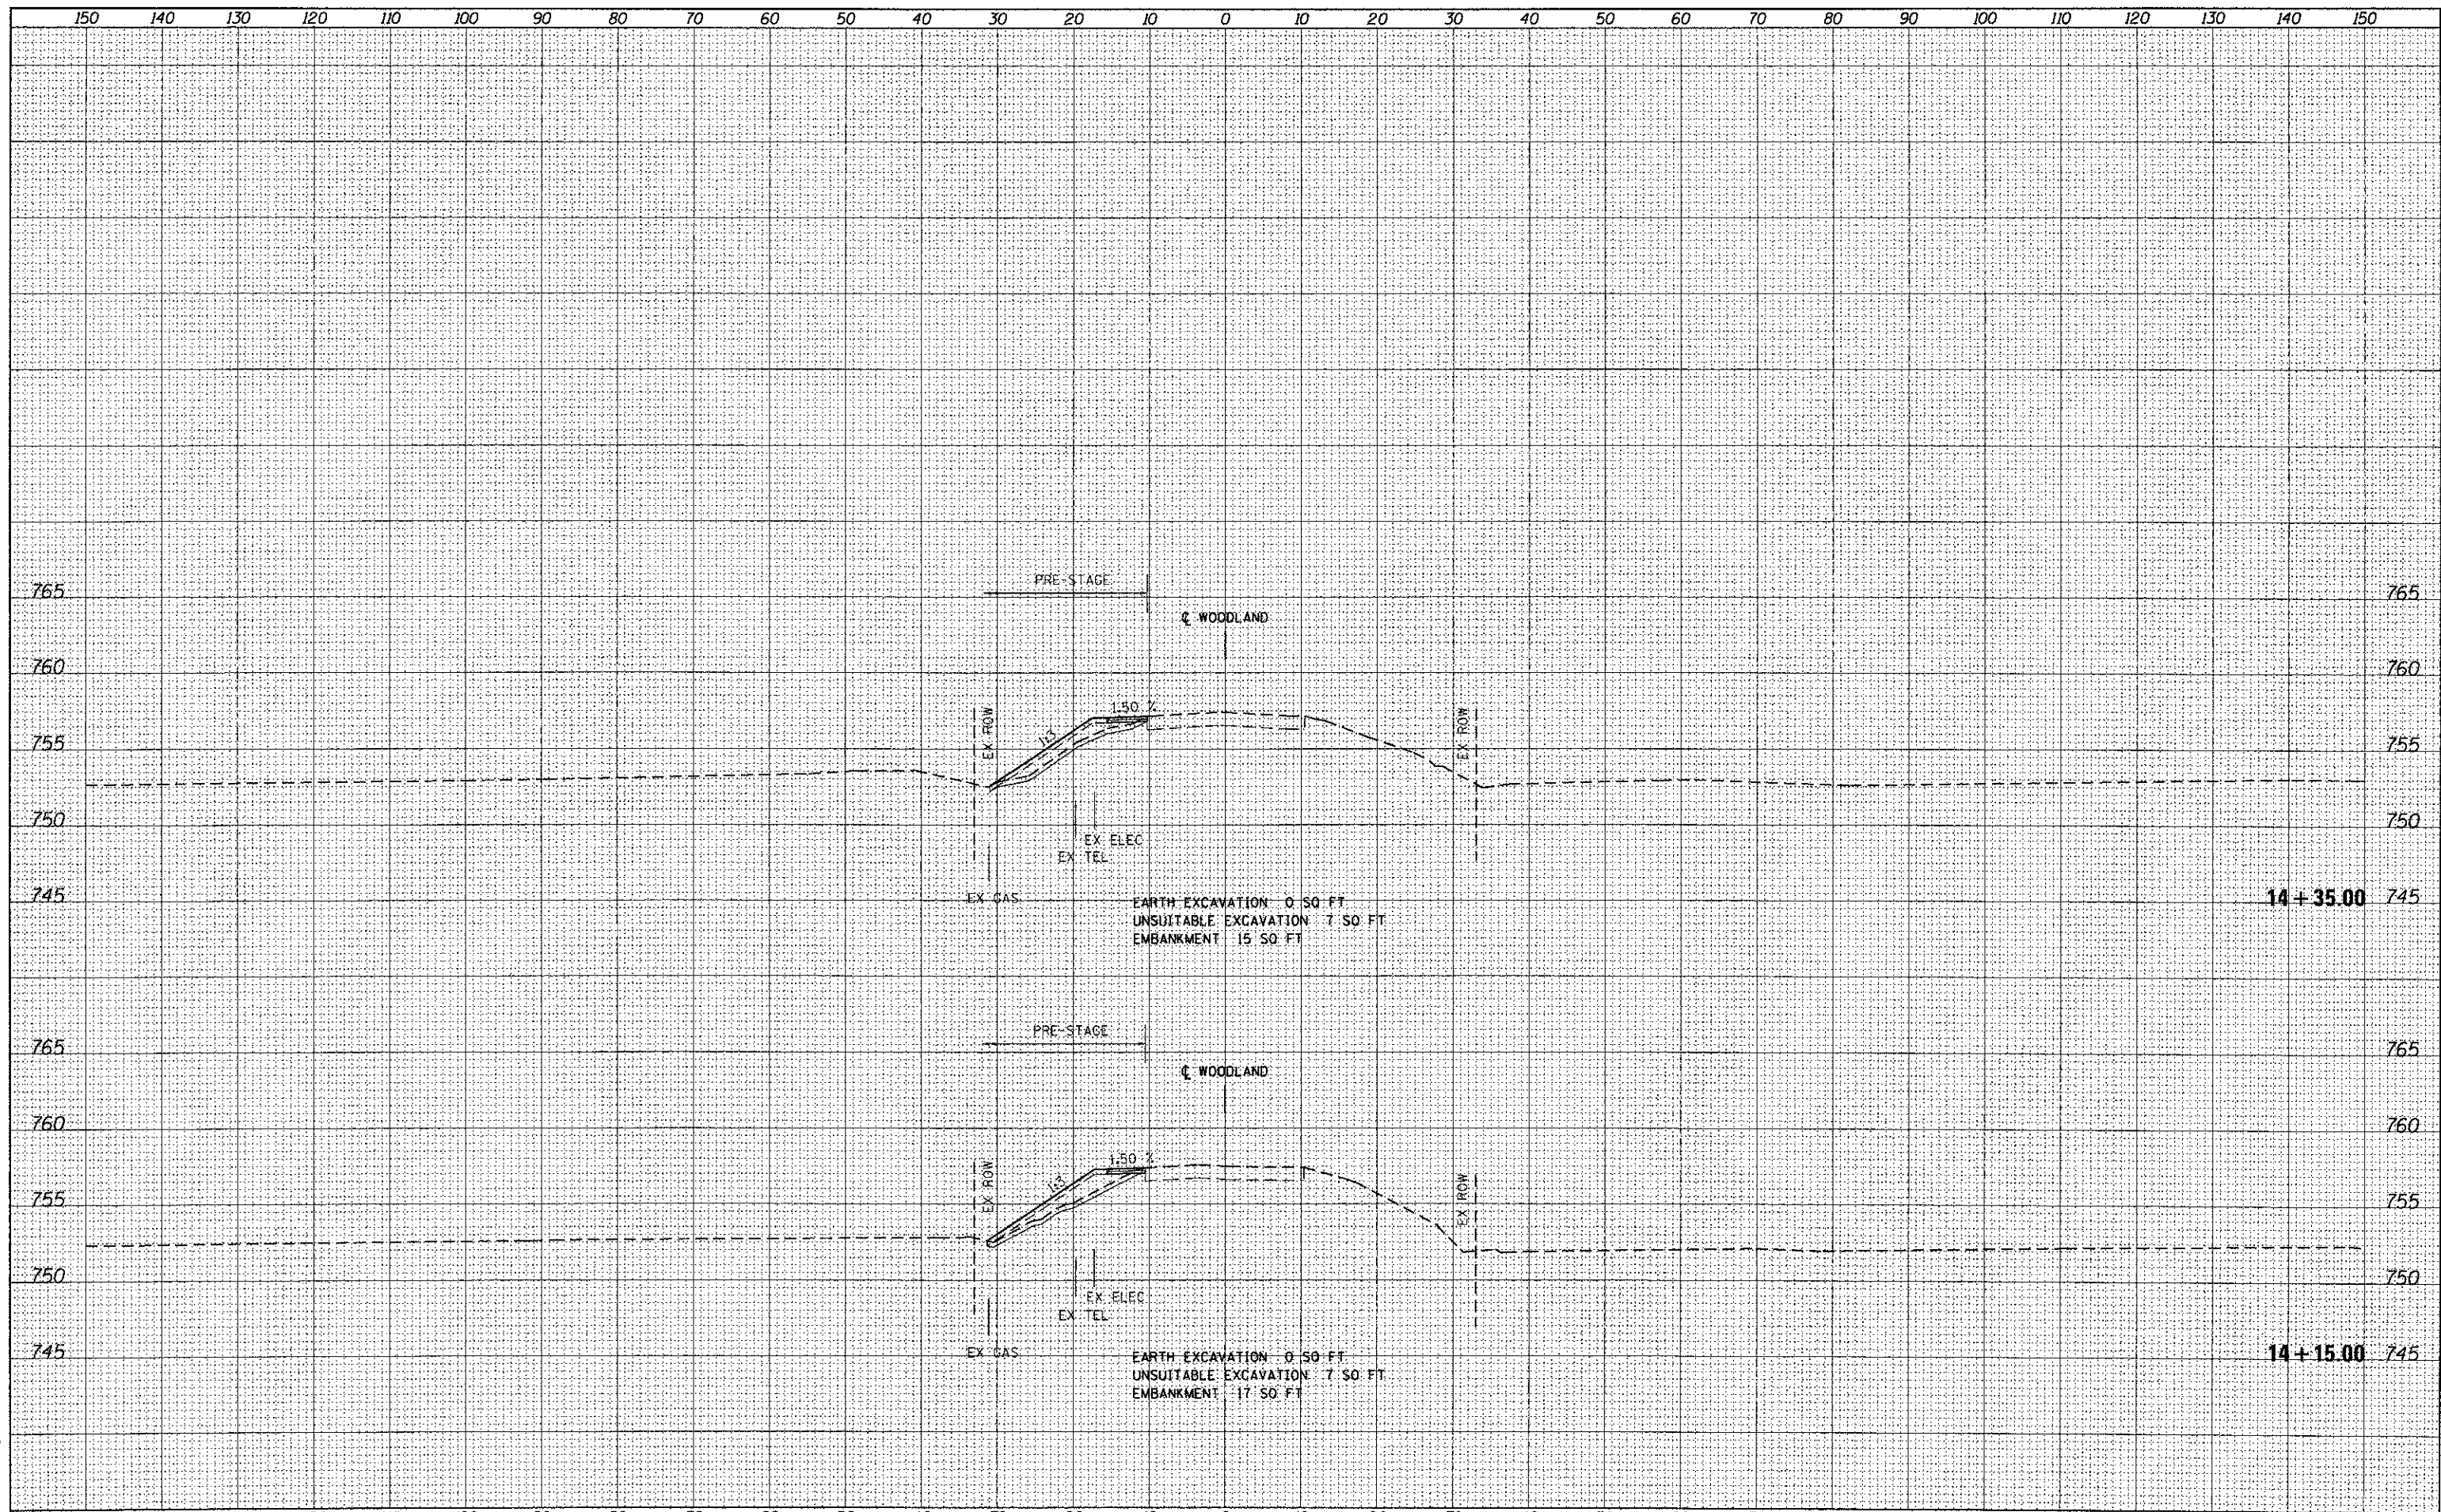 150 140 130 120 110 100 90 80 70 60 50 40 30 20 10 0 10 20 30 40 50 60 70 80 90 100 110 120 130 140 150
PRE-STAGE
765 765
℄ WOODLAND
760 760
EX ROW 1:3 1.50 % EX ROW
755 755
750 750
EX ELEC
EX TEL
EX GAS
745 14+35.00 745
EARTH EXCAVATION 0 SQ FT
UNSUITABLE EXCAVATION 7 SQ FT
EMBANKMENT 15 SQ FT
PRE-STAGE
765 765
℄ WOODLAND
760 760
EX ROW 1:3 1.50 % EX ROW
755 755
750 750
EX ELEC
EX TEL
EX GAS
745 14+15.00 745
EARTH EXCAVATION 0 SQ FT
UNSUITABLE EXCAVATION 7 SQ FT
EMBANKMENT 17 SQ FT